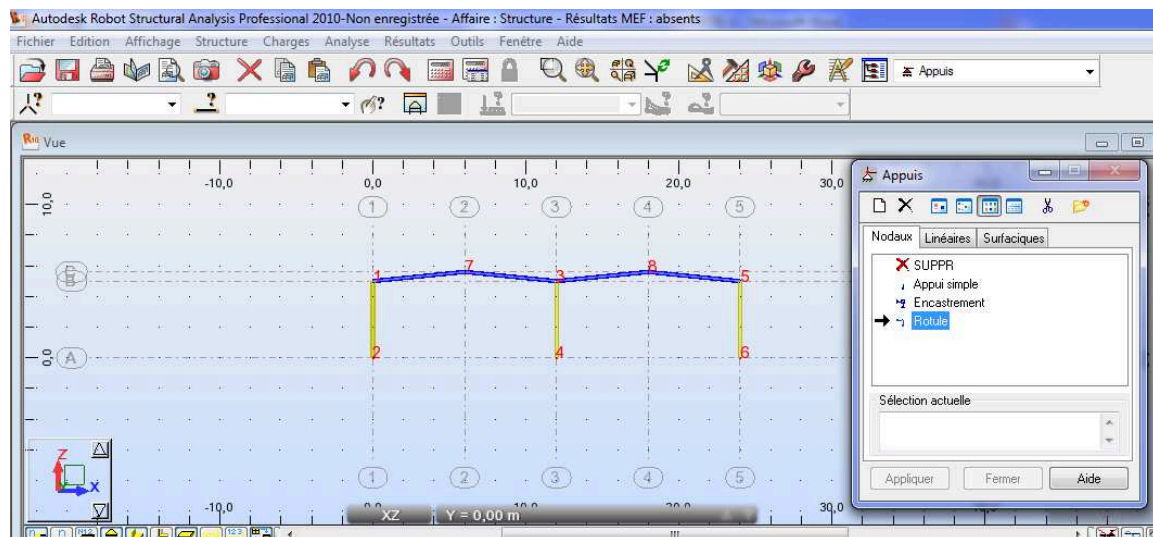 Autodesk Robot Structural Analysis Professional 2010-Non enregistrée - Affaire : Structure - Résultats MEF : absents
Fichier Edition Affichage Structure Charges Analyse Résultats Outils Fenêtre Aide
Appuis
Vue
-10,0 0,0 10,0 20,0 30,0
10,0
1 2 3 4 5
B
1 7 3 8 5
0,0
A
2 4 6
Z
X
1 2 3 4 5
-10,0 30,0
XZ Y = 0,00 m
Appuis
Nodaux Linéaires Surfaciques
SUPPR
Appui simple
Encastrement
Rotule
Sélection actuelle
Appliquer Fermer Aide